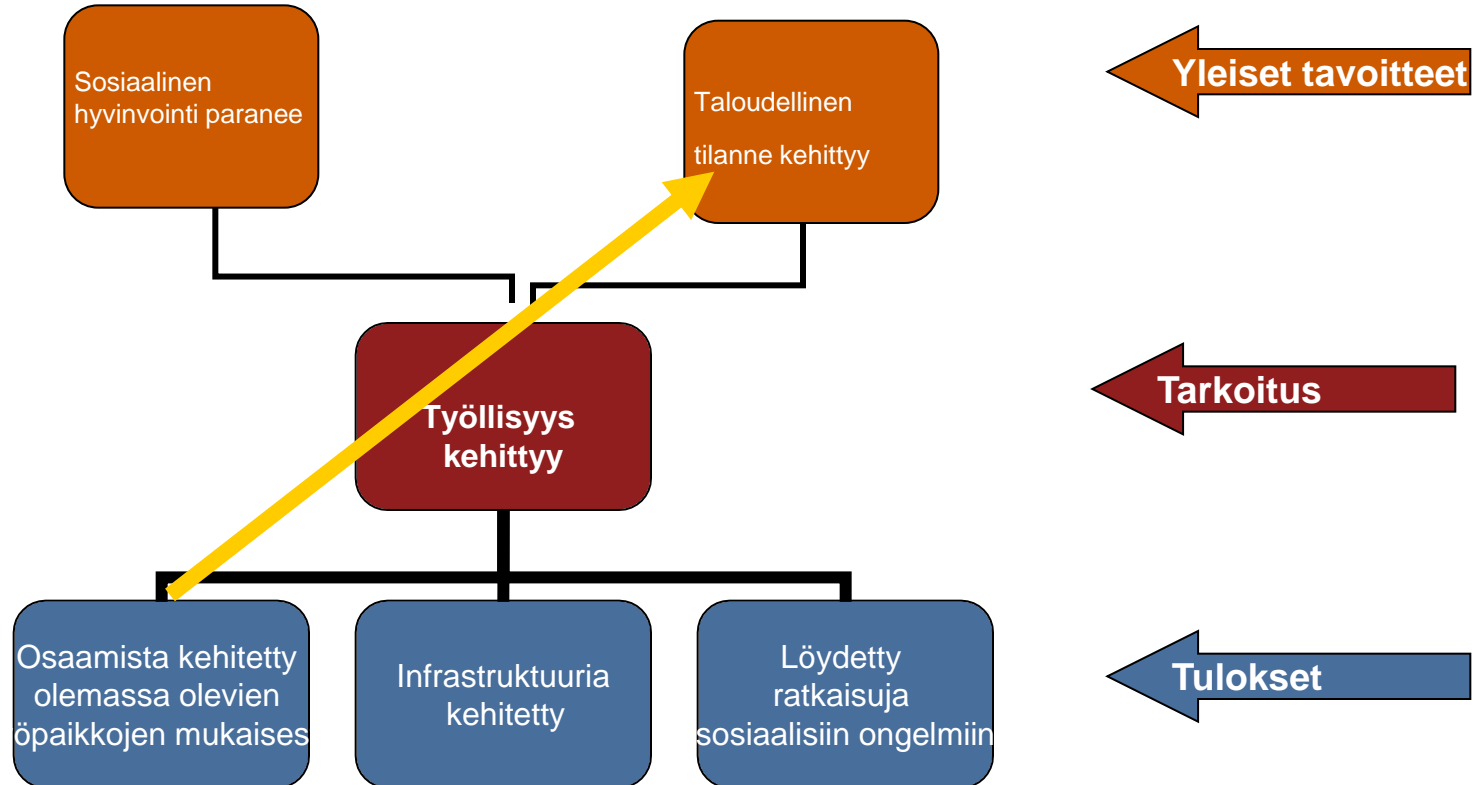 Sosiaalinen
hyvinvointi paranee
Taloudellinen
tilanne kehittyy
Yleiset tavoitteet
Työllisyys
kehittyy
Tarkoitus
Osaamista kehitetty
olemassa olevien
öpaikkojen mukaises
Infrastruktuuria
kehitetty
Löydetty
ratkaisuja
sosiaalisiin ongelmiin
Tulokset